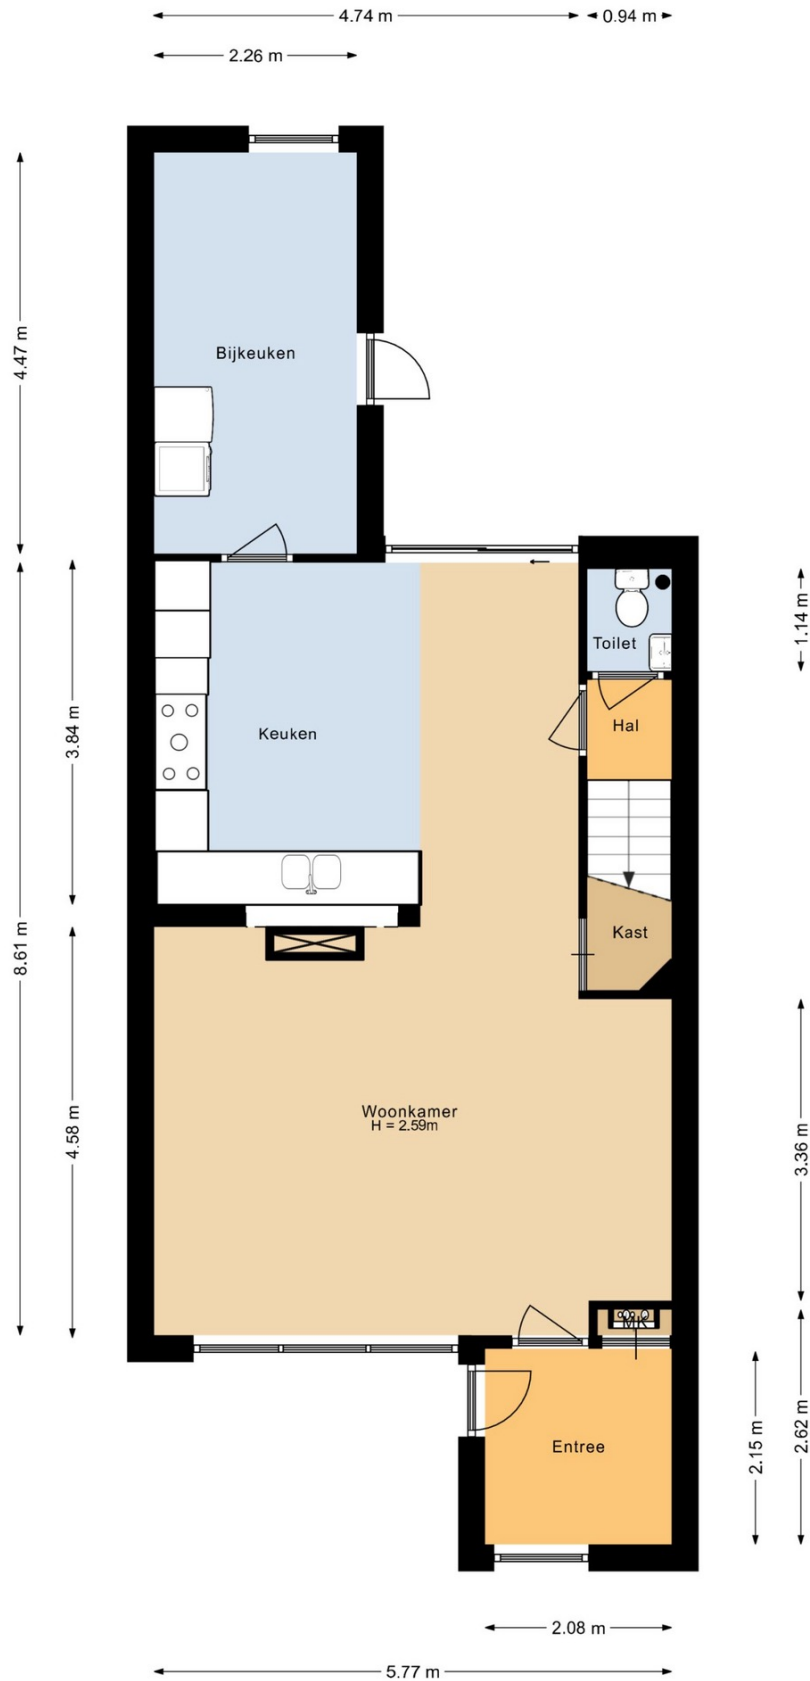 4.74 m
0.94 m
2.26 m
4.47 m
Bijkeuken
1.14 m
Toilet
3.84 m
Keuken
Hal
8.61 m
Kast
4.58 m
Woonkamer
H = 2.59m
3.36 m
MK
2.15 m
2.62 m
Entree
2.08 m
5.77 m